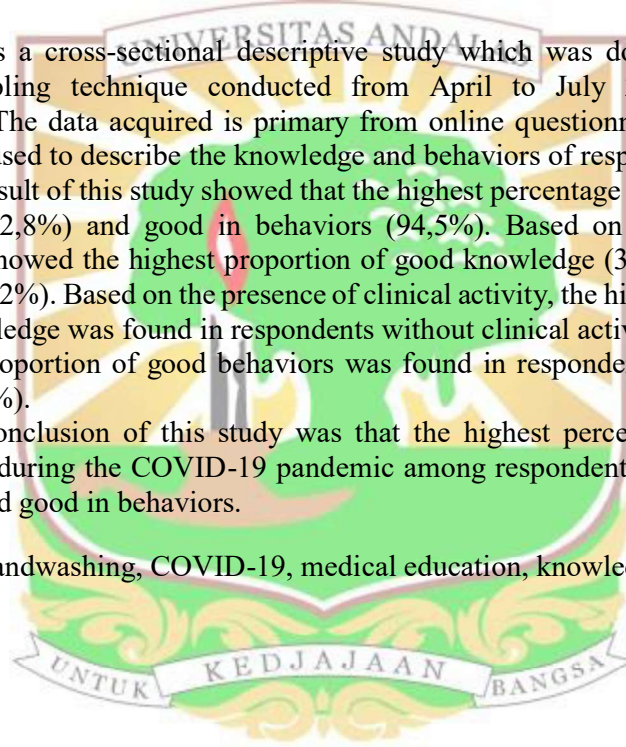 UNIVERSITAS ANDALAS
s a cross-sectional descriptive study which was do
pling technique conducted from April to July
The data acquired is primary from online questionn
used to describe the knowledge and behaviors of resp
sult of this study showed that the highest percentage
2,8%) and good in behaviors (94,5%). Based on
howed the highest proportion of good knowledge (3
2%). Based on the presence of clinical activity, the hi
ledge was found in respondents without clinical activ
oportion of good behaviors was found in responde
%).
onclusion of this study was that the highest perce
during the COVID-19 pandemic among respondent
d good in behaviors.
andwashing, COVID-19, medical education, knowle
UNTUK KEDJAJAAN BANGSA